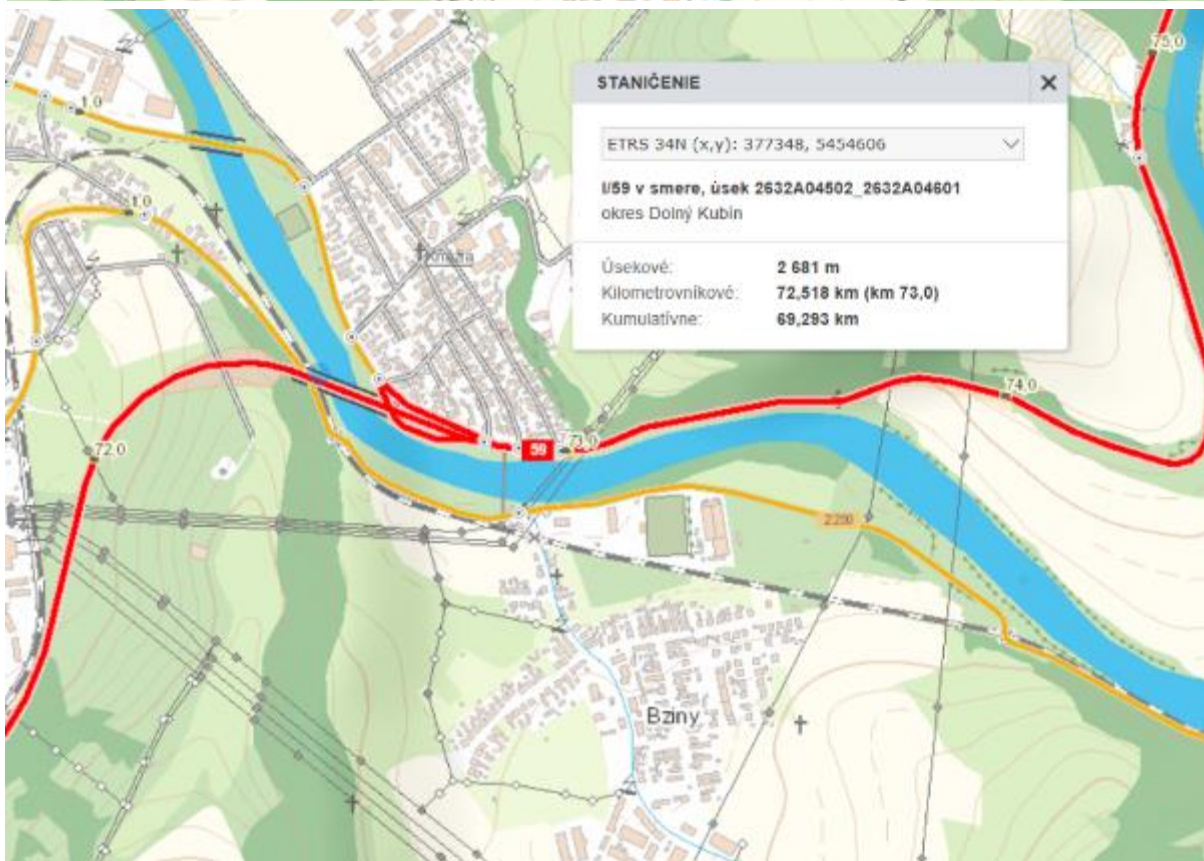 75,0
STANIČENIE
ETRS 34N (x,y): 377348, 5454606
I/59 v smere, úsek 2632A04502_2632A04601
okres Dolný Kubín
Úsekové: 2 681 m
Kilometrovníkové: 72,518 km (km 73,0)
Kumulatívne: 69,293 km
1,0
1,0
74,0
72,0
59
73,0
Bziny